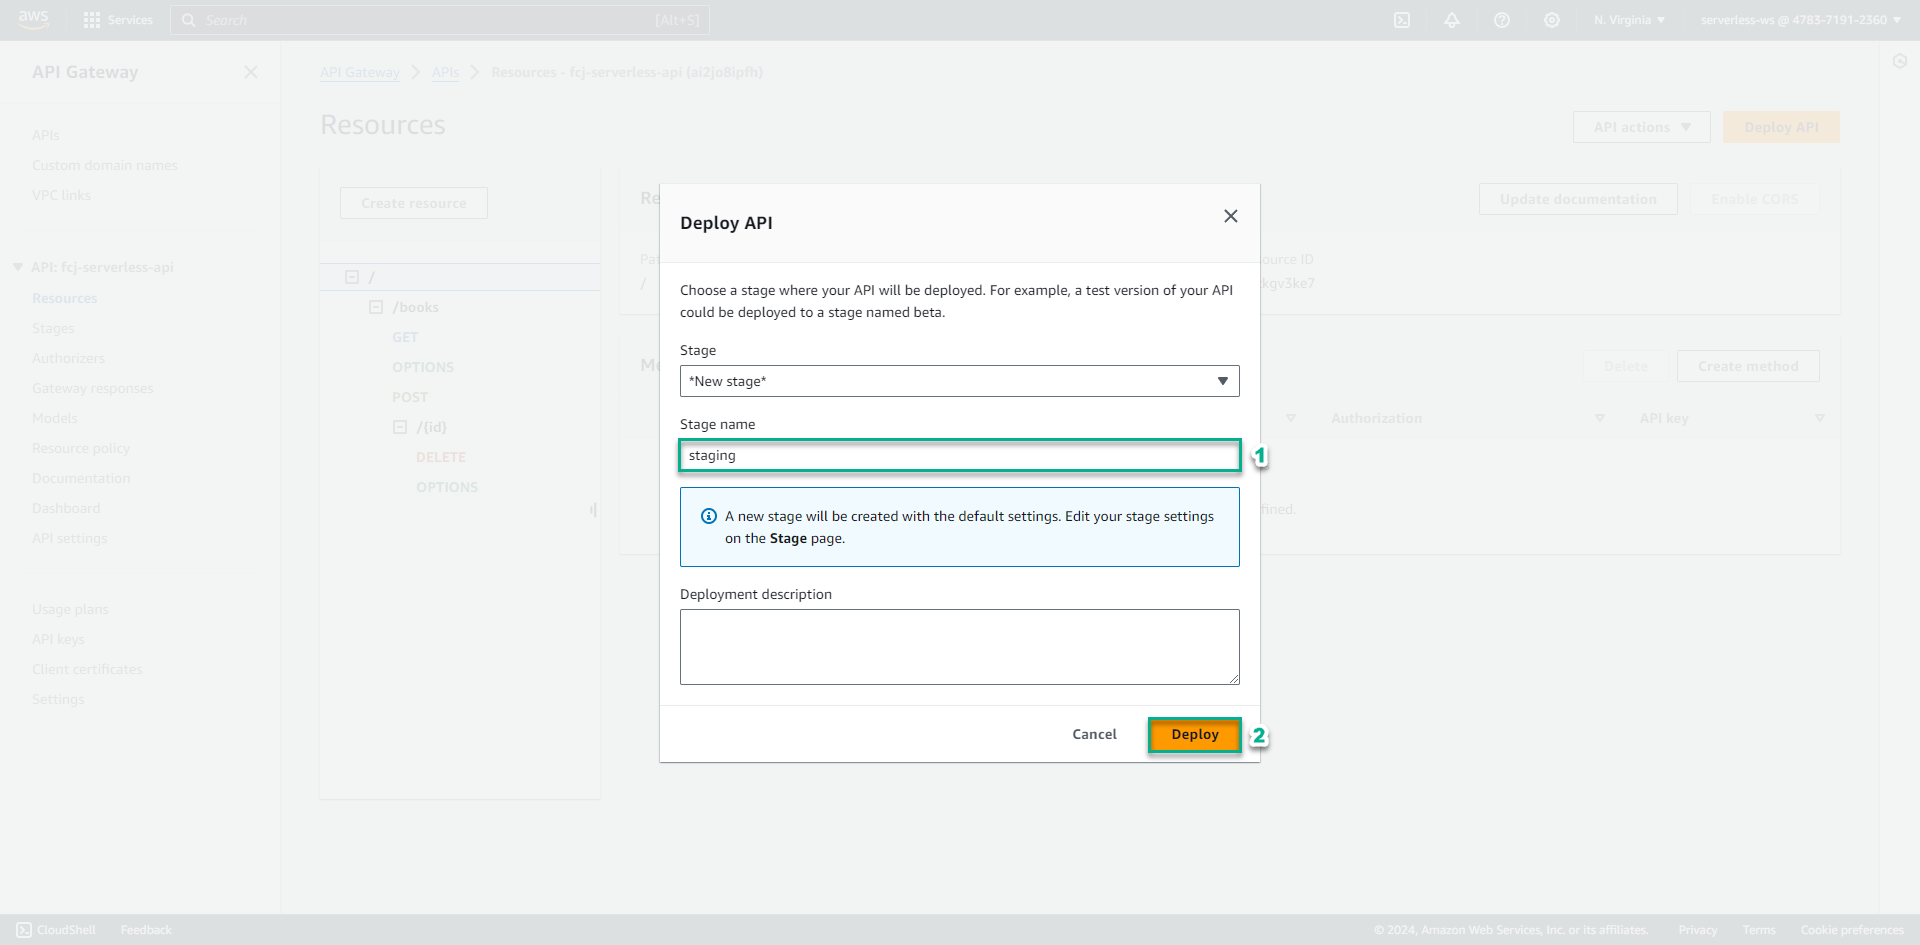 aws
Services
Search
[Alt+S]
N. Virginia
serverless-ws @ 4783-7191-2360
API Gateway
API Gateway
APIs
Resources - fcj-serverless-api (ai2jo8ipfh)
APIs
Custom domain names
VPC links
API: fcj-serverless-api
Resources
Stages
Authorizers
Gateway responses
Models
Resource policy
Documentation
Dashboard
API settings
Usage plans
API keys
Client certificates
Settings
Resources
API actions
Deploy API
Create resource
/
/books
GET
OPTIONS
POST
/{id}
DELETE
OPTIONS
Update documentation
Enable CORS
Delete
Create method
Authorization
API key
Deploy API
Choose a stage where your API will be deployed. For example, a test version of your API
could be deployed to a stage named beta.
Stage
*New stage*
Stage name
staging
1
A new stage will be created with the default settings. Edit your stage settings
on the Stage page.
Deployment description
Cancel
Deploy
2
CloudShell
Feedback
© 2024, Amazon Web Services, Inc. or its affiliates.
Privacy
Terms
Cookie preferences